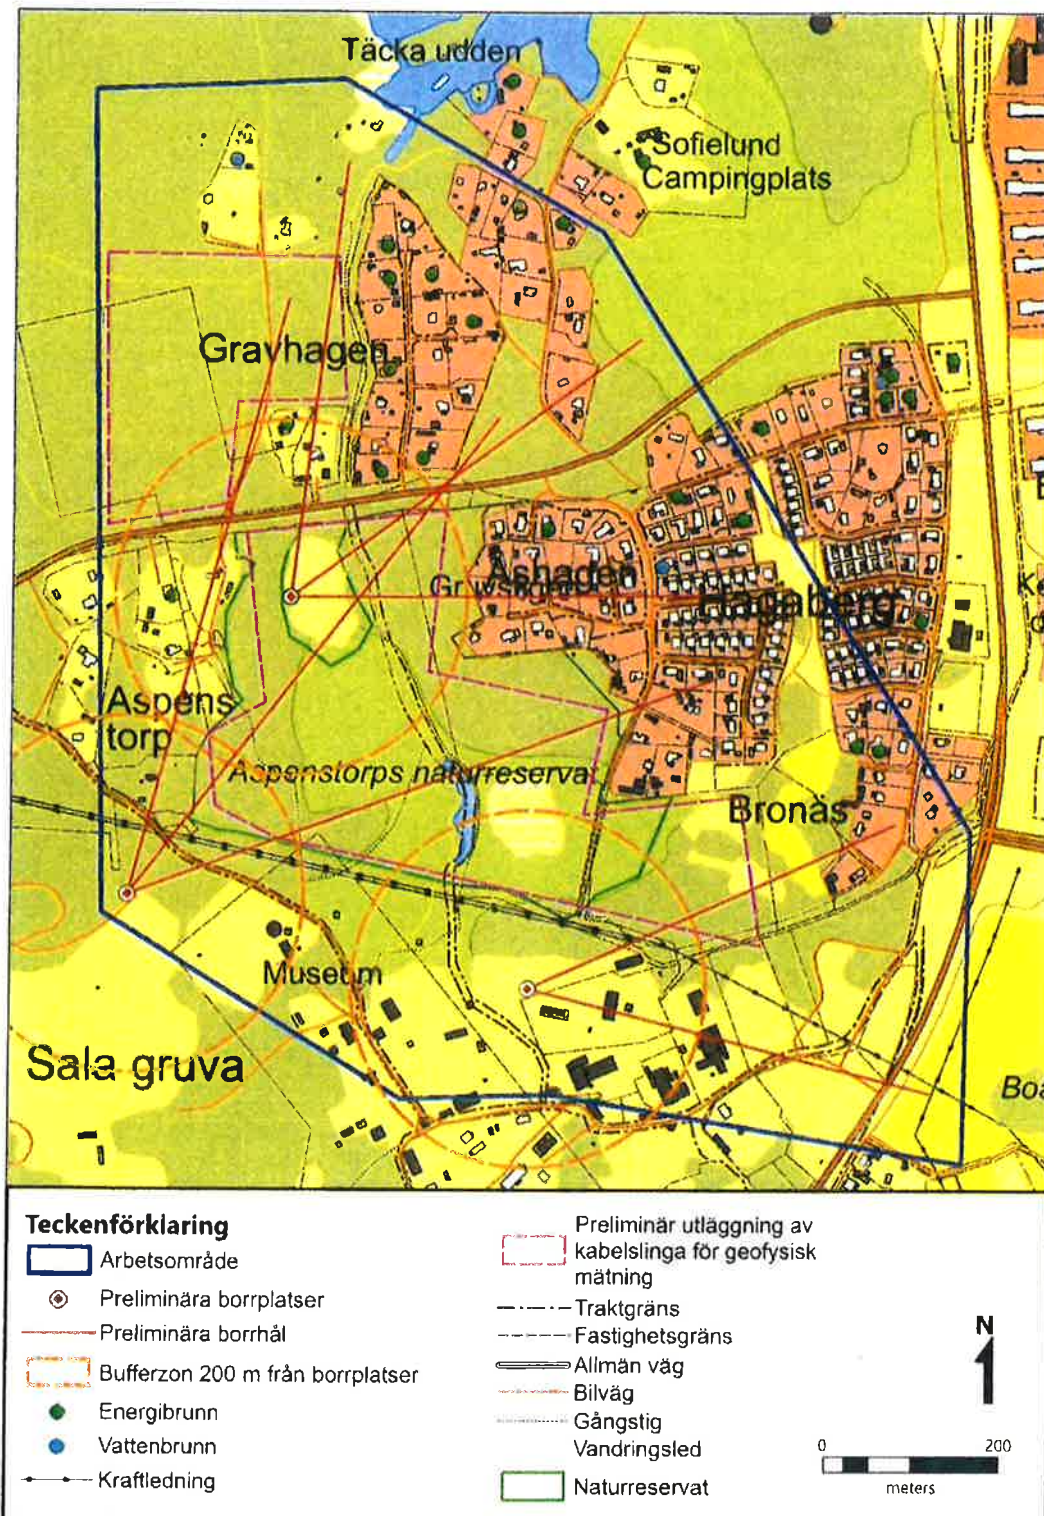 Täcka udden
Sofielund
Campingplats
Gravhagen
Åshagen
Hagaberg
Aspens
torp
Aspenstorps naturreservat
Bronäs
Museum
Sala gruva
Teckenförklaring
Arbetsområde
Preliminära borrplatser
Preliminära borrhål
Bufferzon 200 m från borrplatser
Energibrunn
Vattenbrunn
Kraftledning
Preliminär utläggning av
kabelslinga för geofysisk
mätning
Traktgräns
Fastighetsgräns
Allmän väg
Bilväg
Gångstig
Vandringsled
Naturreservat
N
0 200
meters